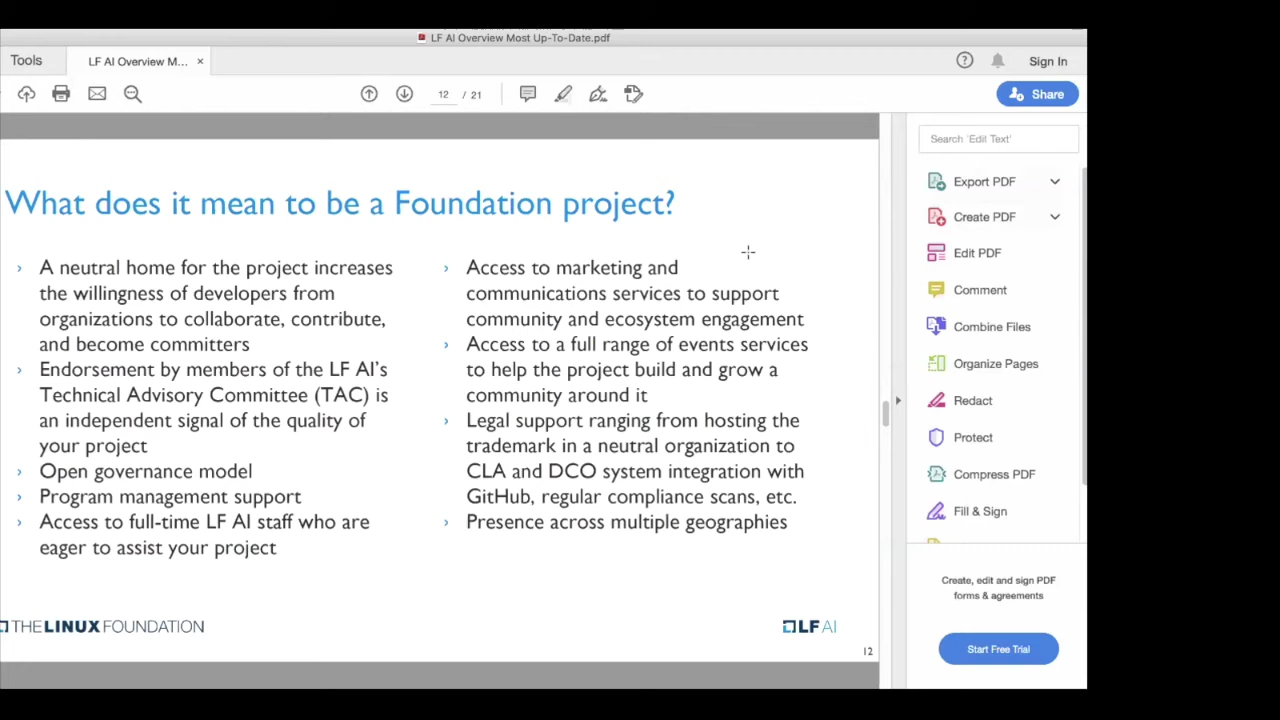 LF AI Overview Most Up-To-Date.pdf
Tools
LF AI Overview M... ×
Sign In
12 / 21
Share
Search 'Edit Text'
Export PDF
Create PDF
Edit PDF
Comment
Combine Files
Organize Pages
Redact
Protect
Compress PDF
Fill & Sign
Create, edit and sign PDF
forms & agreements
Start Free Trial
What does it mean to be a Foundation project?
› A neutral home for the project increases
the willingness of developers from
organizations to collaborate, contribute,
and become committers
› Endorsement by members of the LF AI's
Technical Advisory Committee (TAC) is
an independent signal of the quality of
your project
› Open governance model
› Program management support
› Access to full-time LF AI staff who are
eager to assist your project
› Access to marketing and
communications services to support
community and ecosystem engagement
› Access to a full range of events services
to help the project build and grow a
community around it
› Legal support ranging from hosting the
trademark in a neutral organization to
CLA and DCO system integration with
GitHub, regular compliance scans, etc.
› Presence across multiple geographies
THE LINUX FOUNDATION
LF AI
12